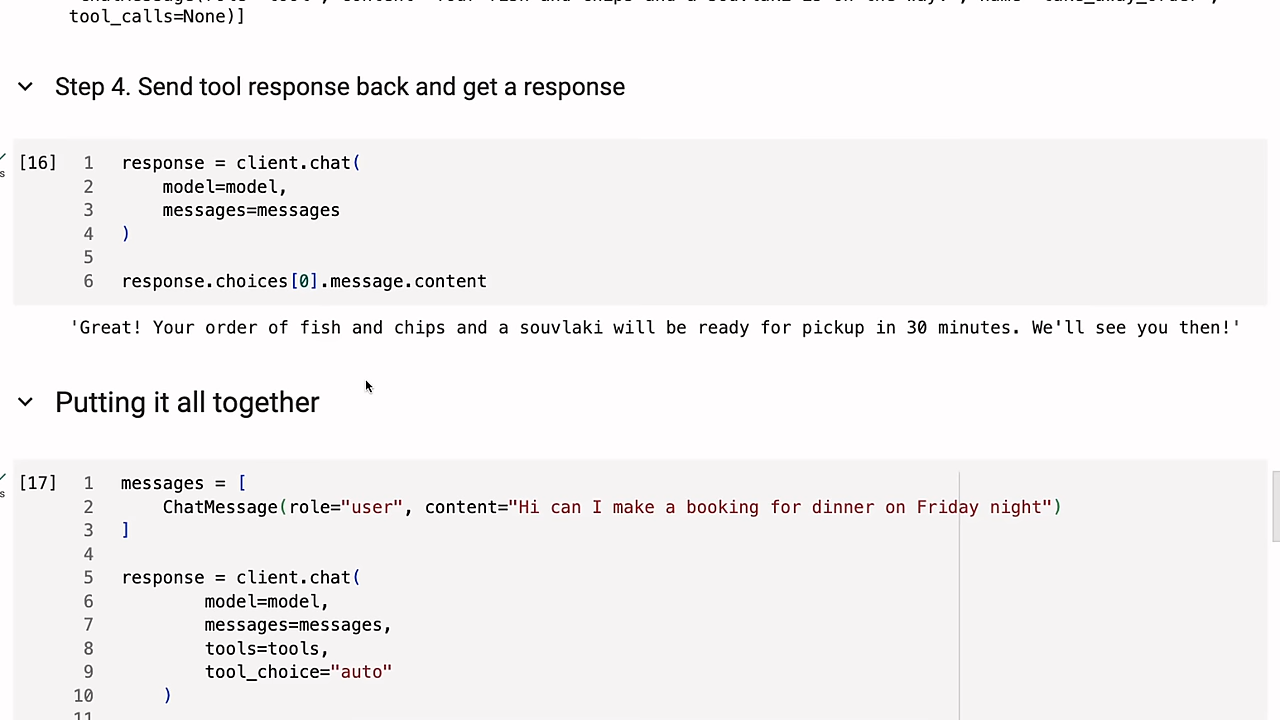 tool_calls=None)]
Step 4. Send tool response back and get a response
[16] 1 response = client.chat(
s 2     model=model,
3     messages=messages
4 )
5
6 response.choices[0].message.content
'Great! Your order of fish and chips and a souvlaki will be ready for pickup in 30 minutes. We'll see you then!'
Putting it all together
[17] 1 messages = [
s 2     ChatMessage(role="user", content="Hi can I make a booking for dinner on Friday night")
3 ]
4
5 response = client.chat(
6         model=model,
7         messages=messages,
8         tools=tools,
9         tool_choice="auto"
10     )
11